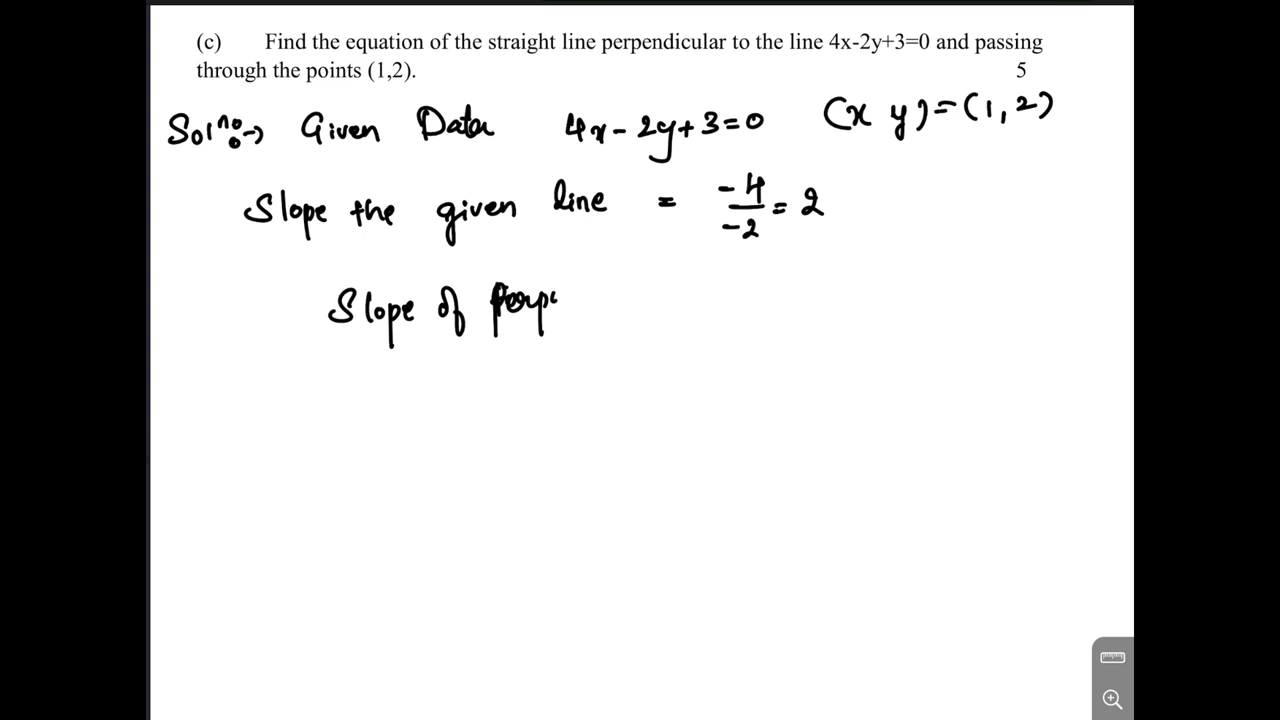 (c) Find the equation of the straight line perpendicular to the line 4x-2y+3=0 and passing
through the points (1,2). 5
Solno:→ Given Data 4x - 2y + 3 = 0 (x y) = (1, 2)
Slope the given line = -4/-2 = 2
Slope of Perp